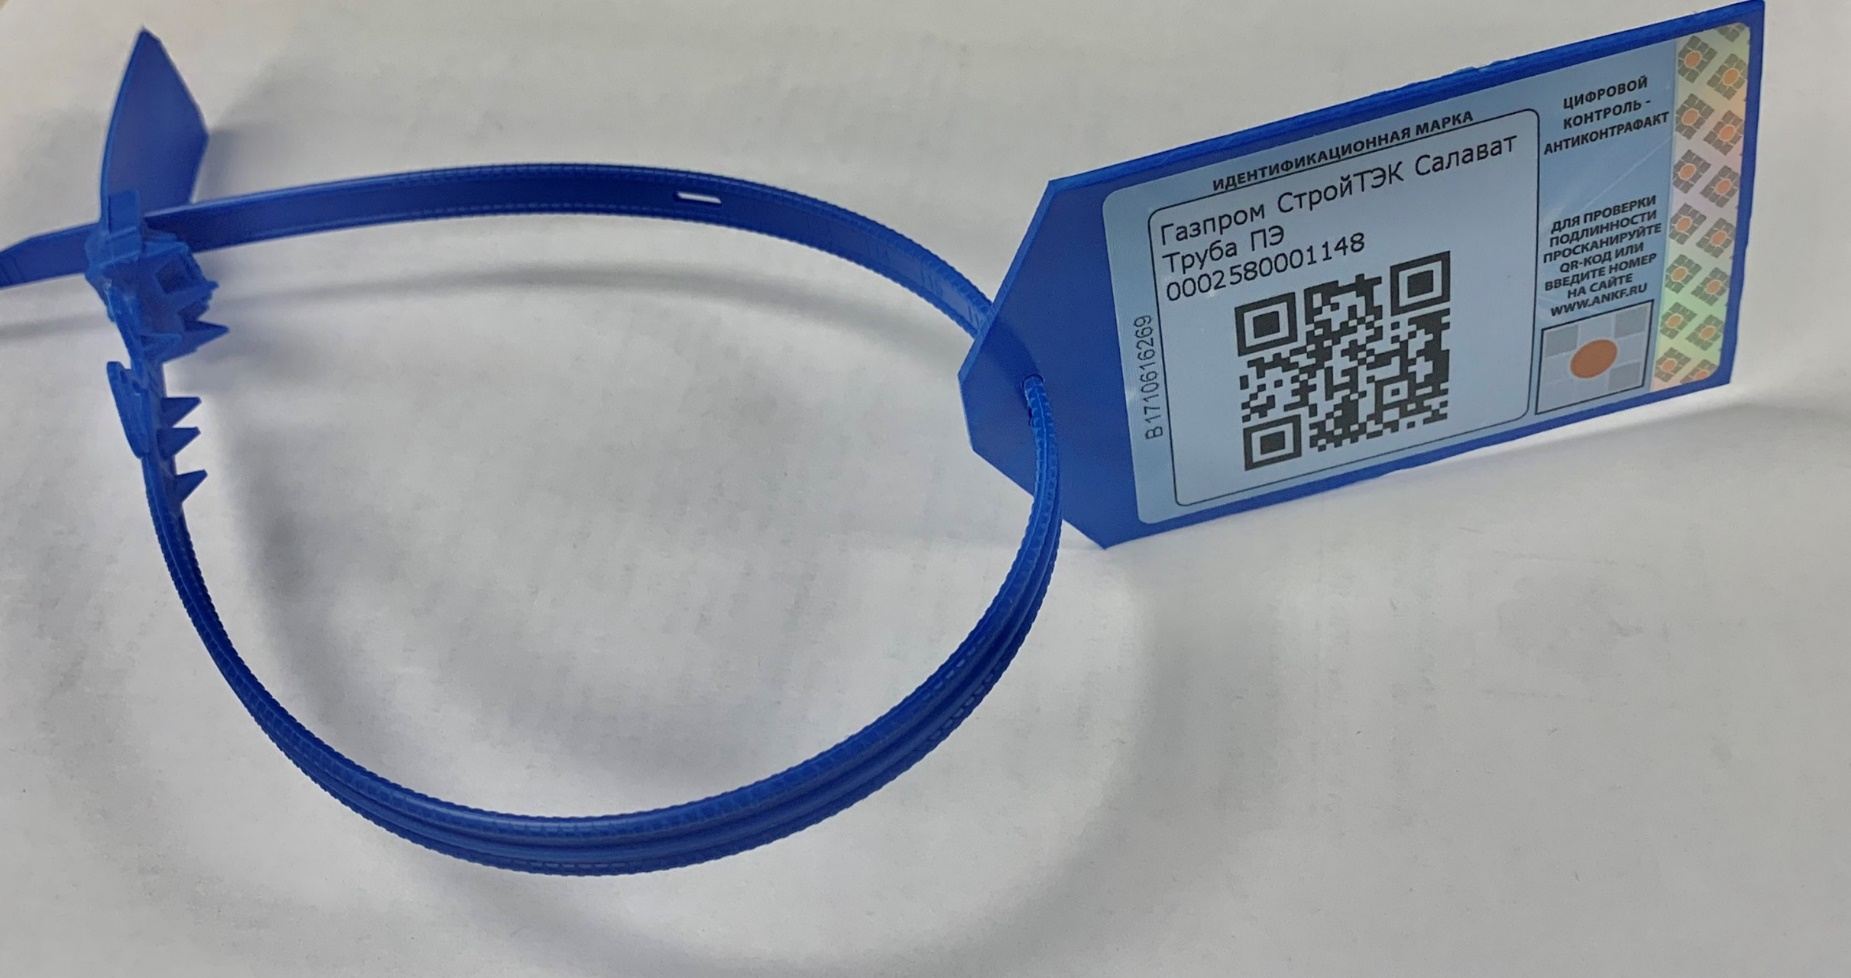 ИДЕНТИФИКАЦИОННАЯ МАРКА
Газпром СтройТЭК Салават
Труба ПЭ
0002580001148
B1710616269
ЦИФРОВОЙ
КОНТРОЛЬ -
АНТИКОНТРАФАКТ
ДЛЯ ПРОВЕРКИ
ПОДЛИННОСТИ
ПРОСКАНИРУЙТЕ
QR-КОД ИЛИ
ВВЕДИТЕ НОМЕР
НА САЙТЕ
WWW.ANKF.RU